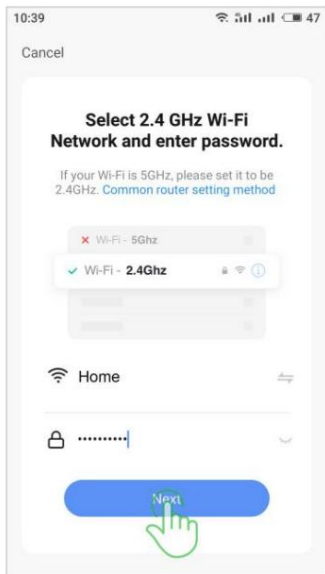 10:39 47
Cancel
Select 2.4 GHz Wi-Fi
Network and enter password.
If your Wi-Fi is 5GHz, please set it to be
2.4GHz. Common router setting method
Wi-Fi - 5Ghz
Wi-Fi - 2.4Ghz
Home
••••••••••
Next